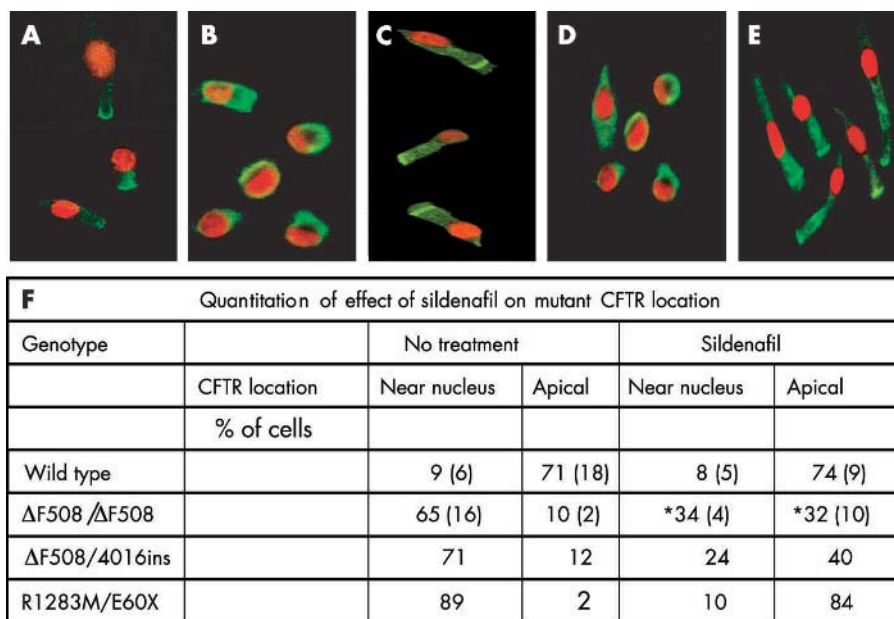 A B C D E
F Quantitation of effect of sildenafil on mutant CFTR location
Genotype No treatment Sildenafil
CFTR location Near nucleus Apical Near nucleus Apical
% of cells
Wild type 9 (6) 71 (18) 8 (5) 74 (9)
ΔF508/ΔF508 65 (16) 10 (2) *34 (4) *32 (10)
ΔF508/4016ins 71 12 24 40
R1283M/E60X 89 2 10 84